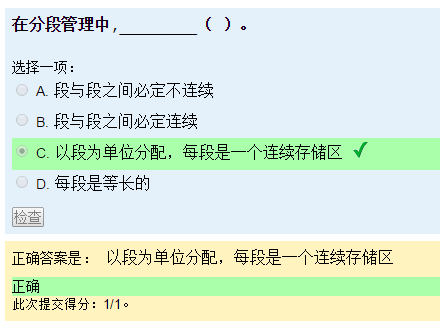 在分段管理中,_________（ ）。
选择一项：
A. 段与段之间必定不连续
B. 段与段之间必定连续
C. 以段为单位分配，每段是一个连续存储区 ✓
D. 每段是等长的
检查
正确答案是： 以段为单位分配，每段是一个连续存储区
正确
此次提交得分：1/1。